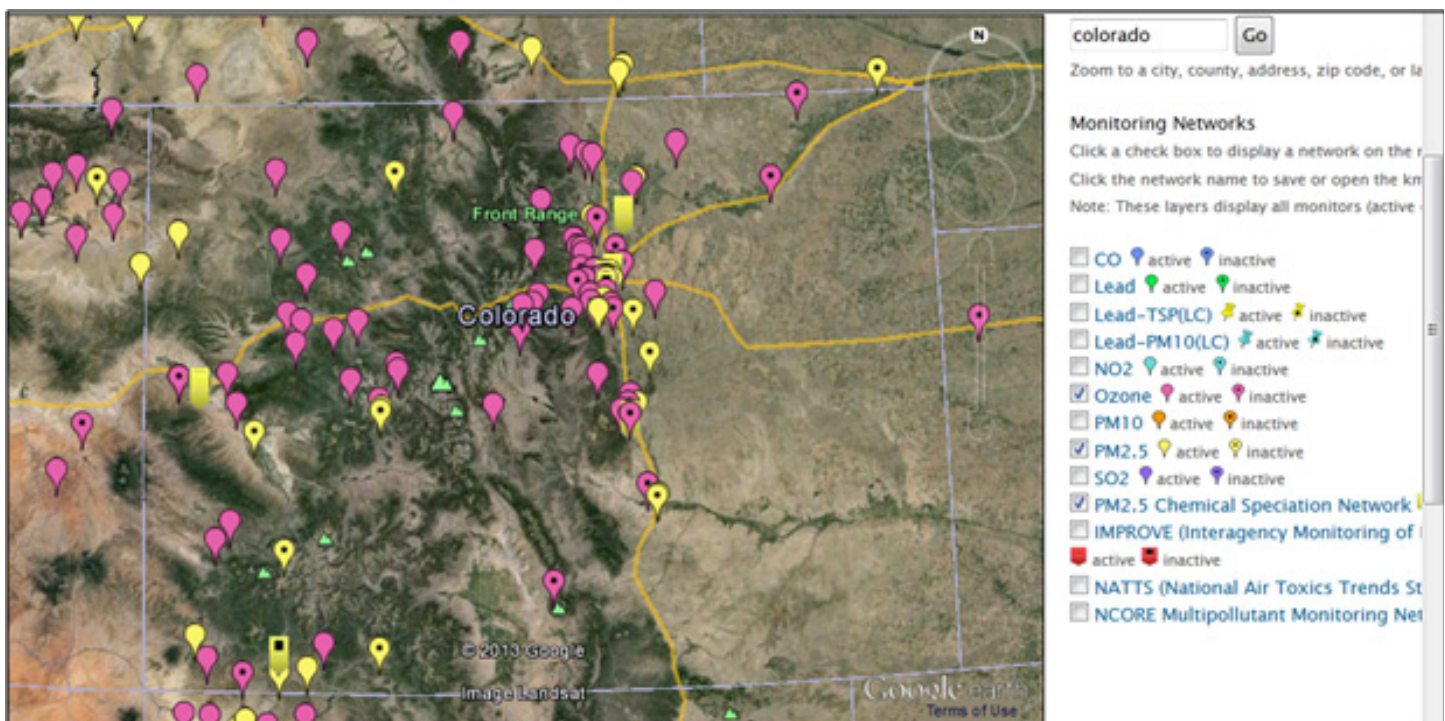 N
Front Range
Colorado
© 2013 Google
Image Landsat
Google earth
Terms of Use
colorado
Go
Zoom to a city, county, address, zip code, or la
Monitoring Networks
Click a check box to display a network on the
Click the network name to save or open the km
Note: These layers display all monitors (active
CO active inactive
Lead active inactive
Lead-TSP(LC) active inactive
Lead-PM10(LC) active inactive
NO2 active inactive
Ozone active inactive
PM10 active inactive
PM2.5 active inactive
SO2 active inactive
PM2.5 Chemical Speciation Network
IMPROVE (Interagency Monitoring of
active inactive
NATTS (National Air Toxics Trends St
NCORE Multipollutant Monitoring Net